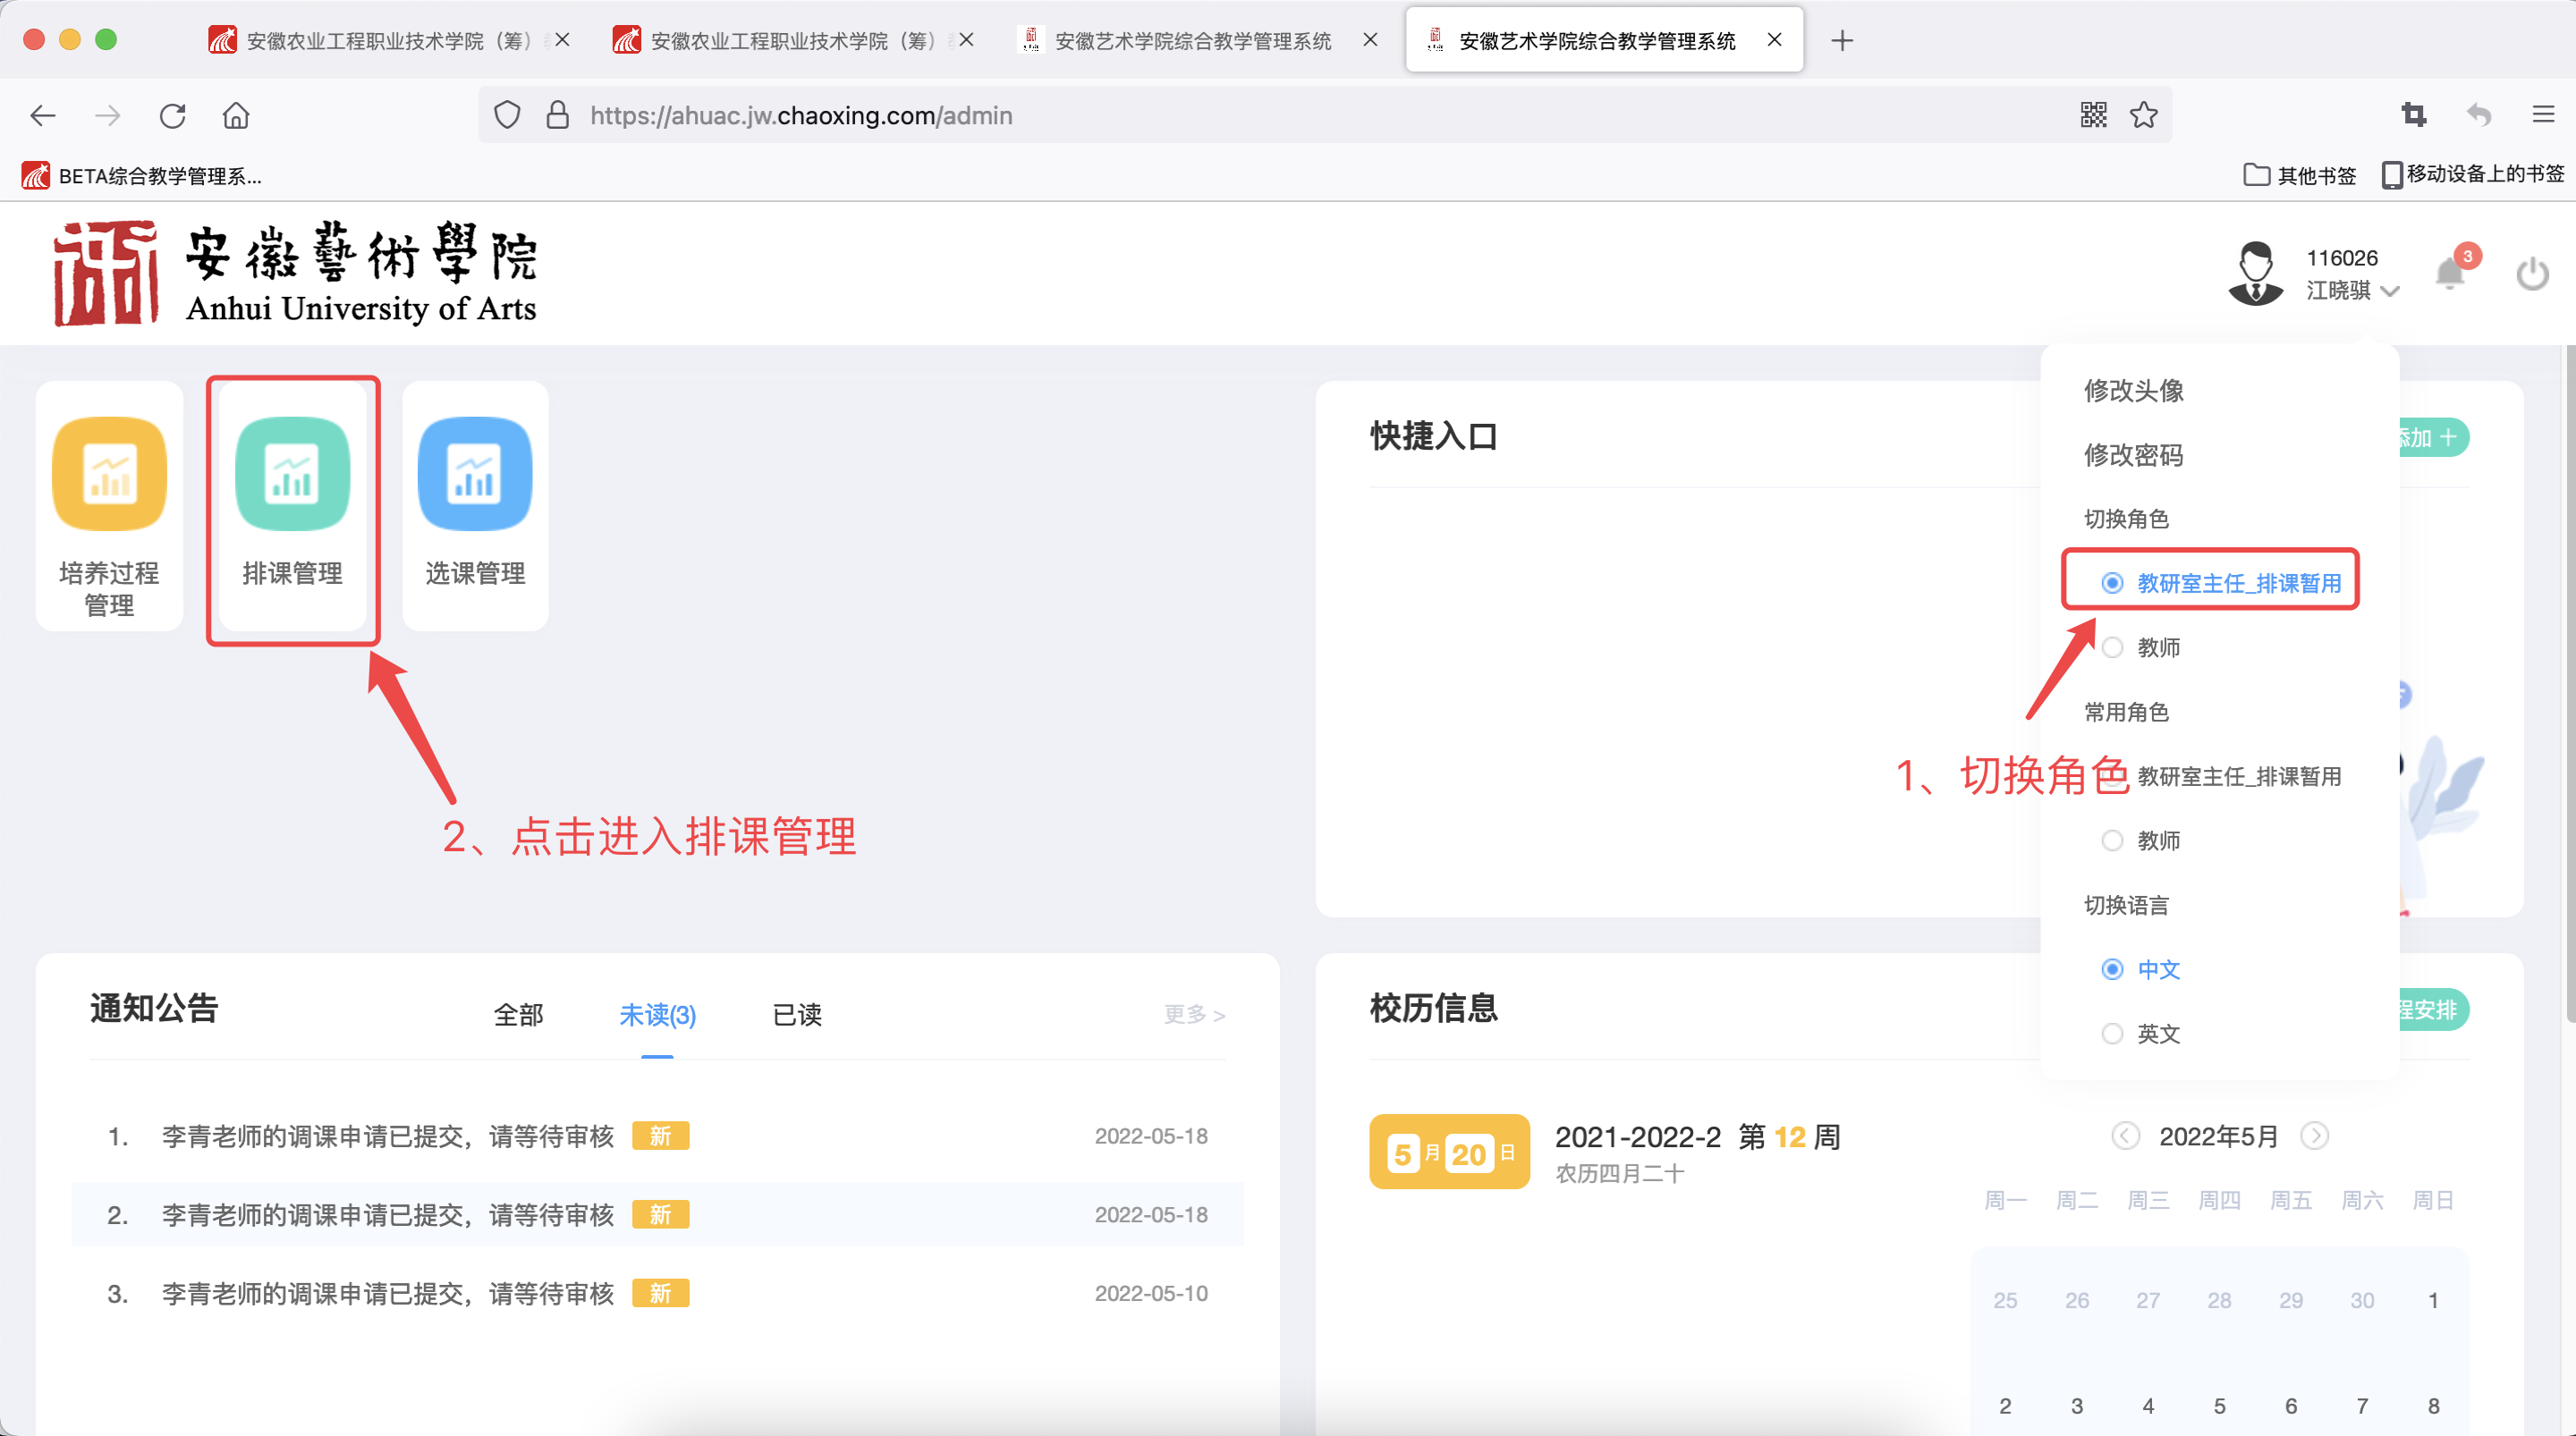 安徽农业工程职业技术学院（筹）
安徽农业工程职业技术学院（筹）
安徽艺术学院综合教学管理系统
安徽艺术学院综合教学管理系统
https://ahuac.jw.chaoxing.com/admin
BETA综合教学管理系...
其他书签
移动设备上的书签
安徽藝術學院
Anhui University of Arts
116026
江晓骐
3
培养过程
管理
排课管理
选课管理
2、点击进入排课管理
快捷入口
添加 +
修改头像
修改密码
切换角色
教研室主任_排课暂用
教师
常用角色
1、切换角色
教研室主任_排课暂用
教师
切换语言
中文
英文
通知公告
全部
未读(3)
已读
更多 >
1. 李青老师的调课申请已提交，请等待审核 新 2022-05-18
2. 李青老师的调课申请已提交，请等待审核 新 2022-05-18
3. 李青老师的调课申请已提交，请等待审核 新 2022-05-10
校历信息
程安排
5月20日
2021-2022-2 第 12 周
农历四月二十
2022年5月
周一 周二 周三 周四 周五 周六 周日
25 26 27 28 29 30 1
2 3 4 5 6 7 8